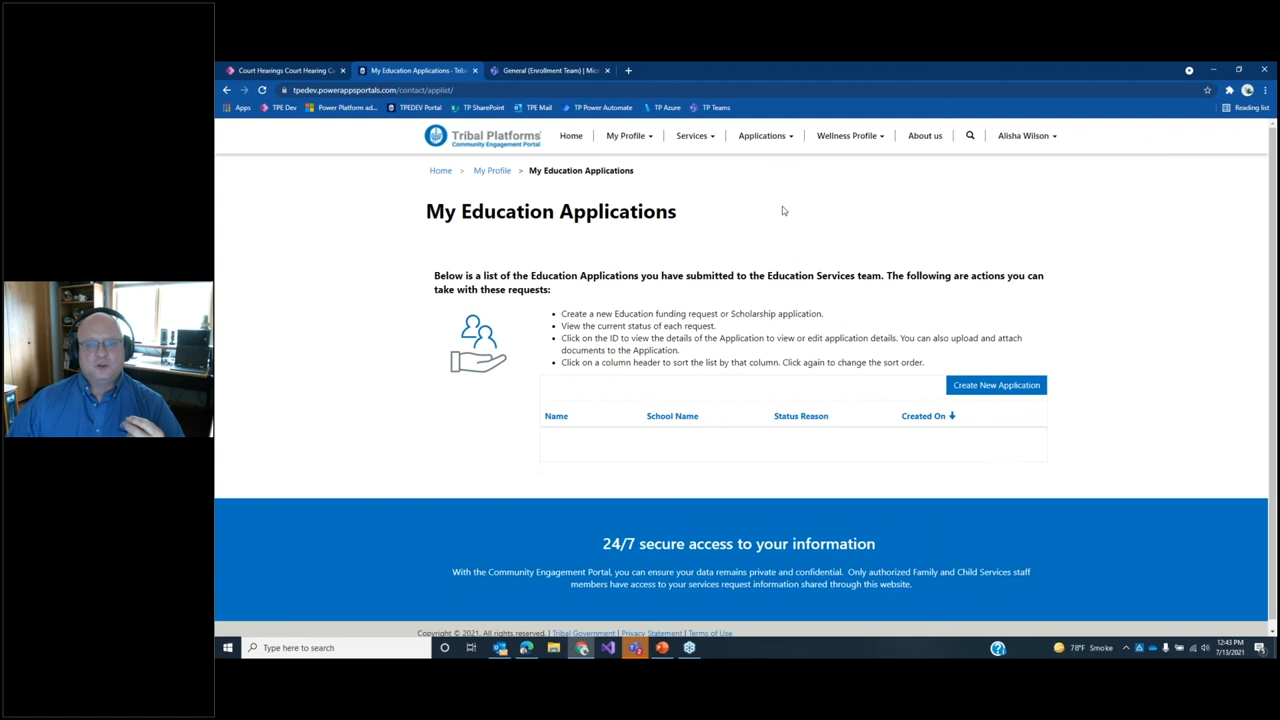 Court Hearings Court Hearing C
My Education Applications - Trib
General (Enrollment Team) | Mic
tpedev.powerappsportals.com/contact/applist/
Apps
TPE Dev
Power Platform ad...
TPEDEV Portal
TP SharePoint
TPE Mail
TP Power Automate
TP Azure
TP Teams
Reading list
Tribal Platforms
Community Engagement Portal
Home
My Profile
Services
Applications
Wellness Profile
About us
Alisha Wilson
Home > My Profile > My Education Applications
My Education Applications
Below is a list of the Education Applications you have submitted to the Education Services team. The following are actions you can
take with these requests:
• Create a new Education funding request or Scholarship application.
• View the current status of each request.
• Click on the ID to view the details of the Application to view or edit application details. You can also upload and attach
documents to the Application.
• Click on a column header to sort the list by that column. Click again to change the sort order.
Create New Application
Name School Name Status Reason Created On
24/7 secure access to your information
With the Community Engagement Portal, you can ensure your data remains private and confidential. Only authorized Family and Child Services staff
members have access to your services request information shared through this website.
Copyright © 2021. All rights reserved. | Tribal Government | Privacy Statement | Terms of Use
Type here to search
78°F Smoke
12:43 PM
7/13/2021